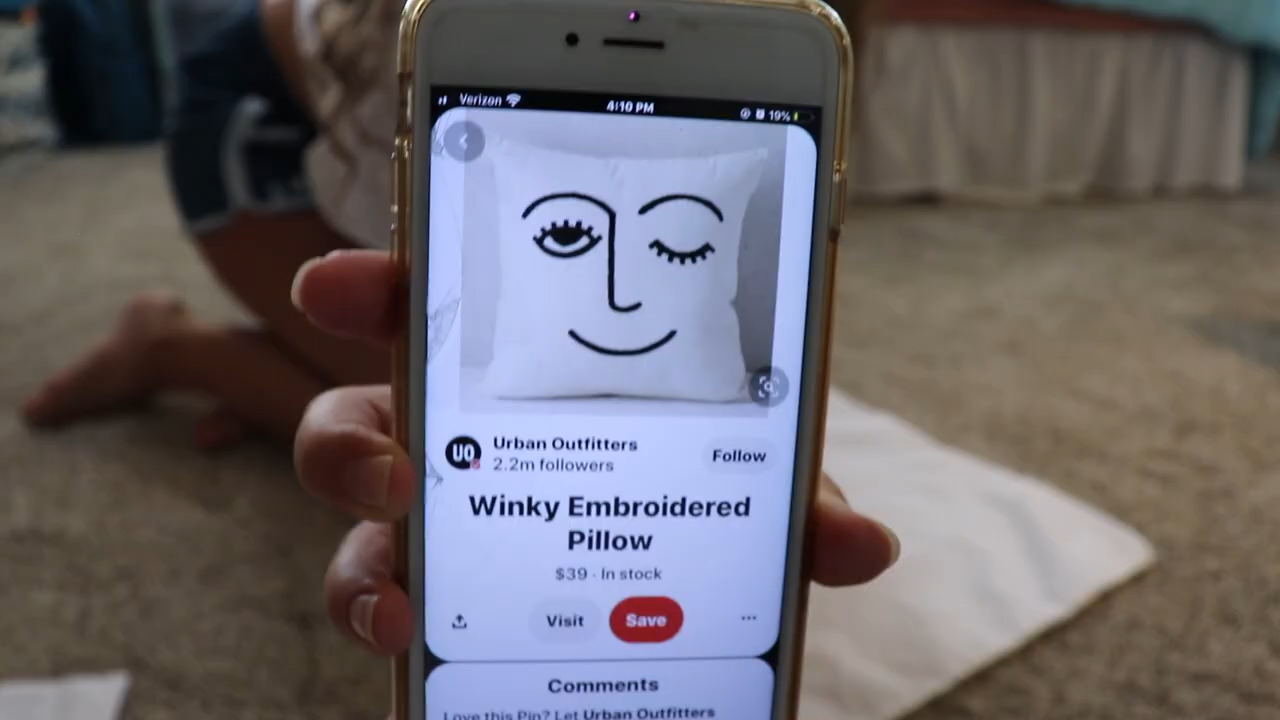 Verizon
4:10 PM
19%
UO
Urban Outfitters
2.2m followers
Follow
Winky Embroidered
Pillow
$39 · In stock
Visit
Save
Comments
Love this Pin? Let Urban Outfitters